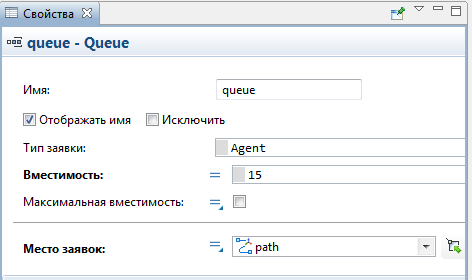 Свойства
queue - Queue
Имя: queue
Отображать имя Исключить
Тип заявки: Agent
Вместимость: 15
Максимальная вместимость:
Место заявок: path